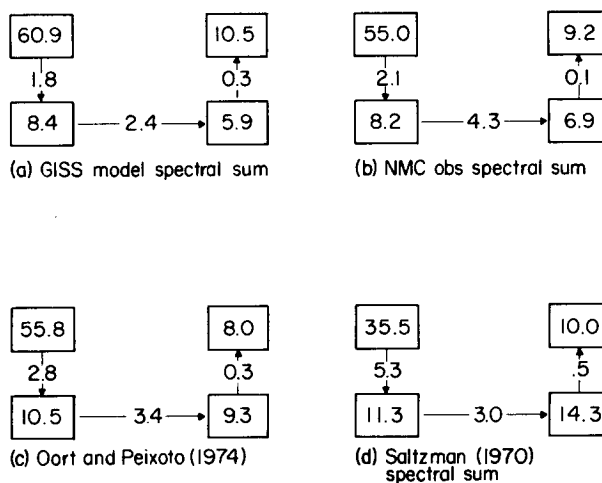 60.9 10.5 55.0 9.2
1.8 0.3 2.1 0.1
8.4 2.4 5.9 8.2 4.3 6.9
(a) GISS model spectral sum (b) NMC obs spectral sum
55.8 8.0 35.5 10.0
2.8 0.3 5.3 .5
10.5 3.4 9.3 11.3 3.0 14.3
(c) Oort and Peixoto (1974) (d) Saltzman (1970)
spectral sum